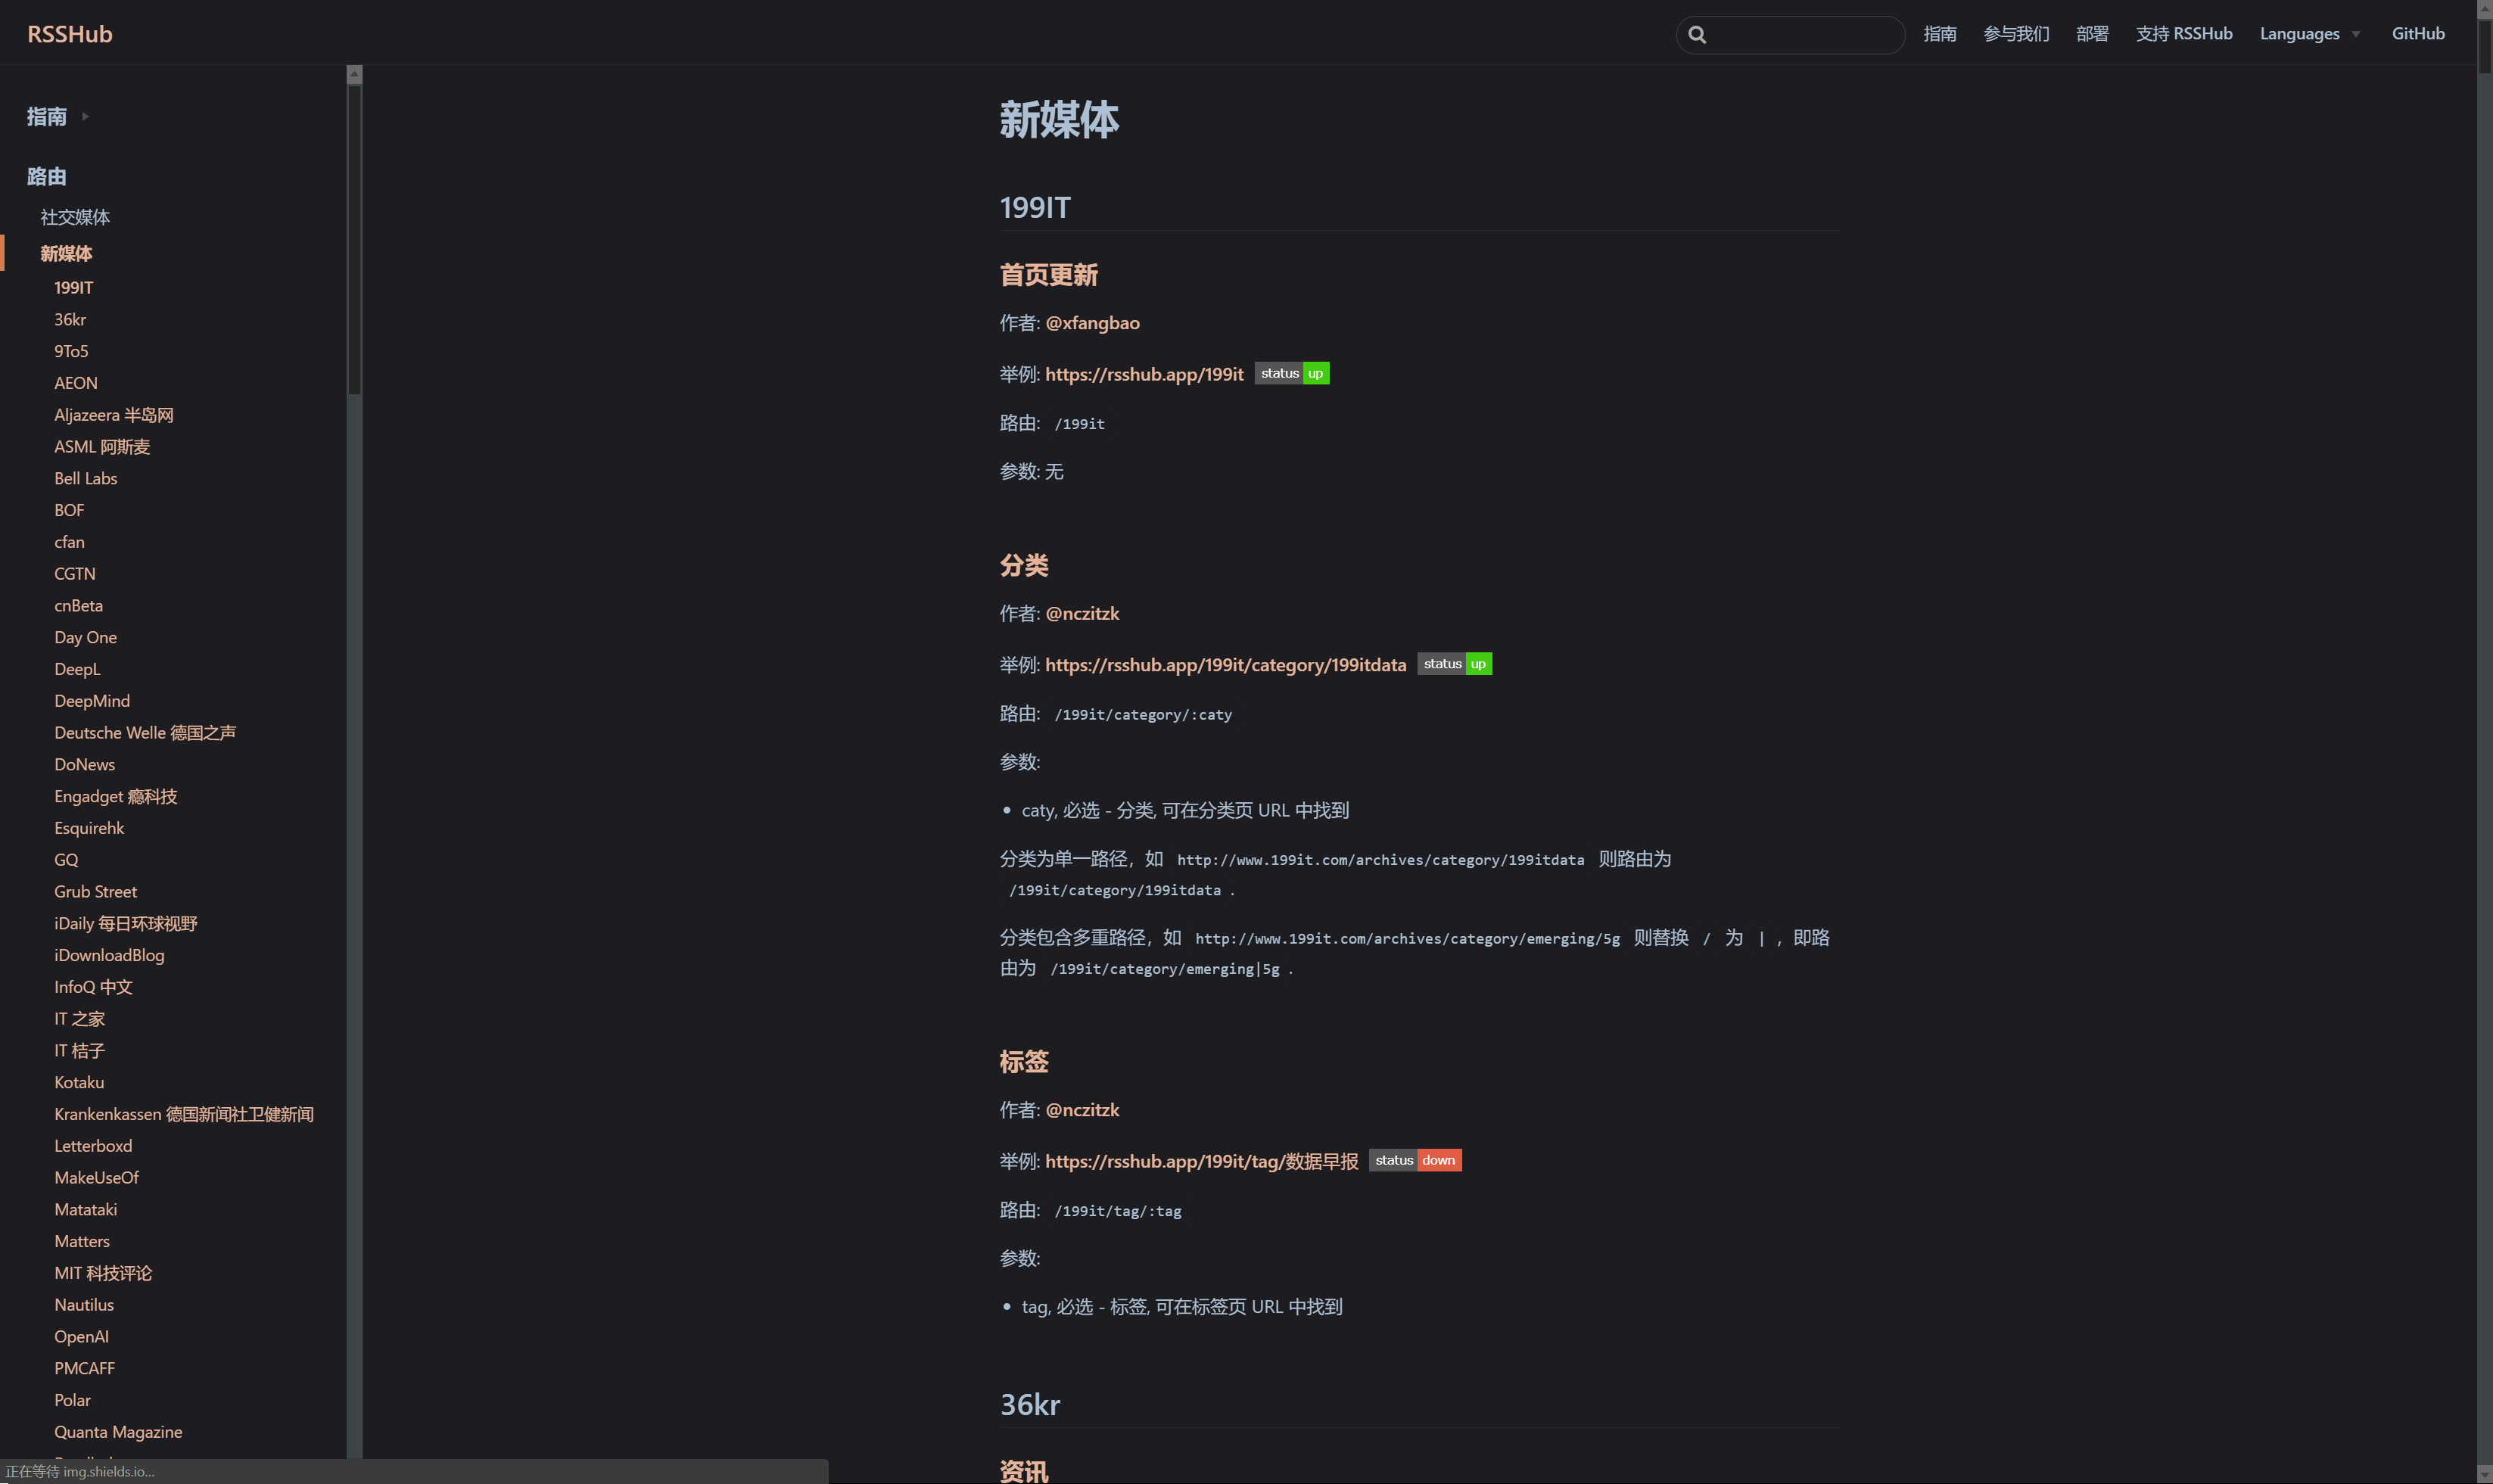 RSSHub
指南
参与我们
部署
支持 RSSHub
Languages
GitHub
指南
路由
社交媒体
新媒体
199IT
36kr
9To5
AEON
Aljazeera 半岛网
ASML 阿斯麦
Bell Labs
BOF
cfan
CGTN
cnBeta
Day One
DeepL
DeepMind
Deutsche Welle 德国之声
DoNews
Engadget 瘾科技
Esquirehk
GQ
Grub Street
iDaily 每日环球视野
iDownloadBlog
InfoQ 中文
IT 之家
IT 桔子
Kotaku
Krankenkassen 德国新闻社卫健新闻
Letterboxd
MakeUseOf
Matataki
Matters
MIT 科技评论
Nautilus
OpenAI
PMCAFF
Polar
Quanta Magazine
正在等待 img.shields.io...
新媒体
199IT
首页更新
作者: @xfangbao
举例: https://rsshub.app/199it status up
路由: /199it
参数: 无
分类
作者: @nczitzk
举例: https://rsshub.app/199it/category/199itdata status up
路由: /199it/category/:caty
参数:
• caty, 必选 - 分类, 可在分类页 URL 中找到
分类为单一路径，如 http://www.199it.com/archives/category/199itdata 则路由为
/199it/category/199itdata .
分类包含多重路径，如 http://www.199it.com/archives/category/emerging/5g 则替换 / 为 | ，即路
由为 /199it/category/emerging|5g .
标签
作者: @nczitzk
举例: https://rsshub.app/199it/tag/数据早报 status down
路由: /199it/tag/:tag
参数:
• tag, 必选 - 标签, 可在标签页 URL 中找到
36kr
资讯